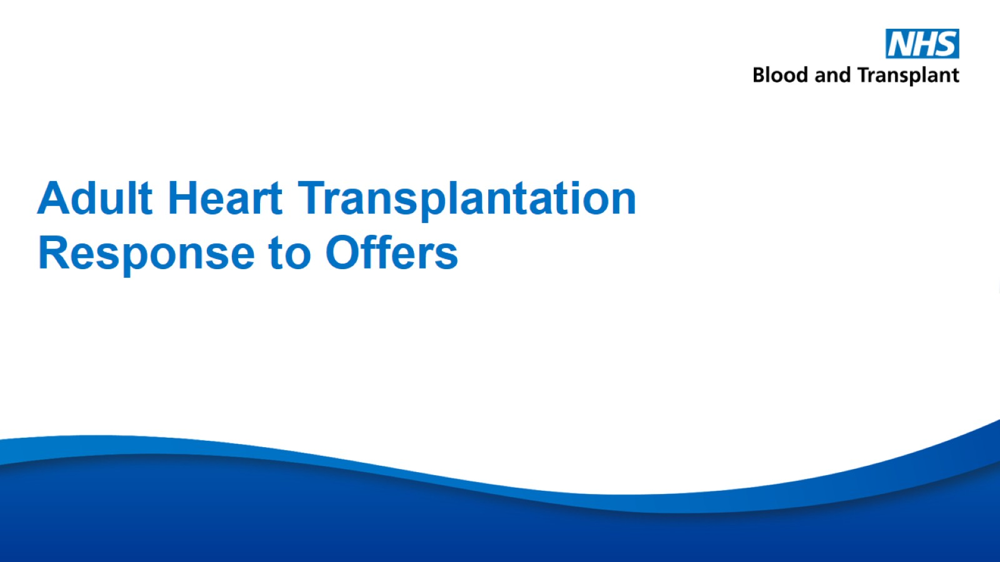 NHS
Blood and Transplant
Adult Heart Transplantation
Response to Offers